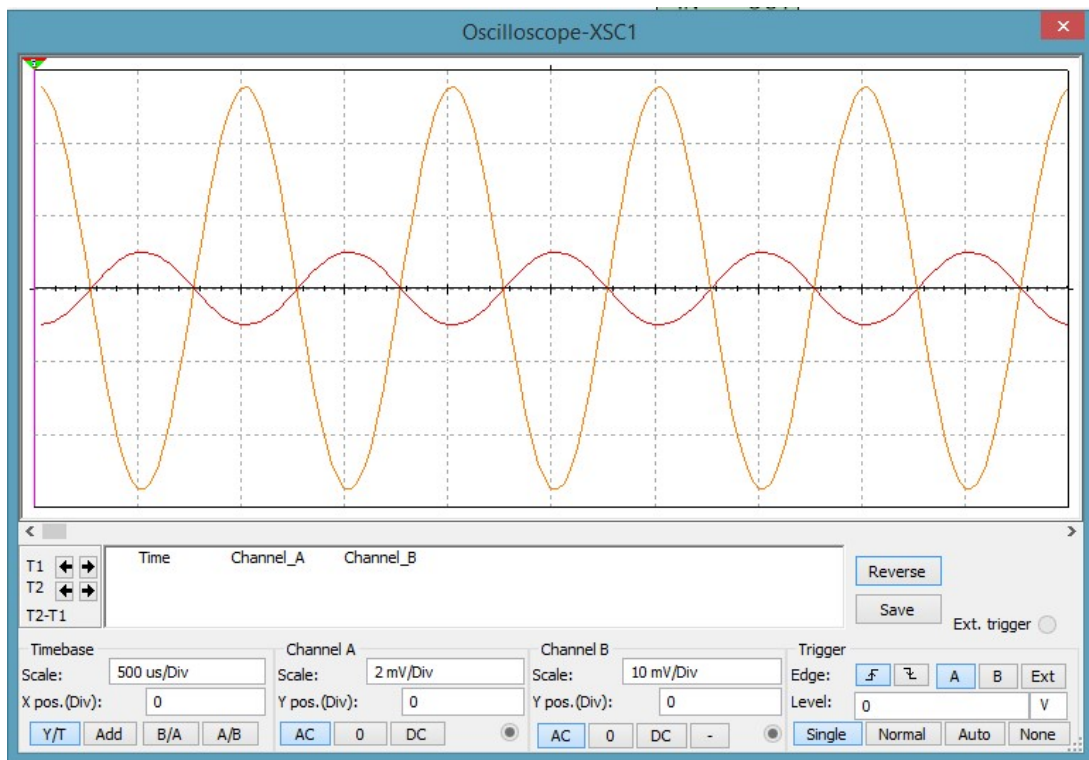 Oscilloscope-XSC1
Time Channel_A Channel_B
T1
T2
T2-T1
Reverse
Save
Ext. trigger
Timebase Channel A Channel B Trigger
Scale: 500 us/Div Scale: 2 mV/Div Scale: 10 mV/Div Edge: A B Ext
X pos.(Div): 0 Y pos.(Div): 0 Y pos.(Div): 0 Level: 0 V
Y/T Add B/A A/B AC 0 DC AC 0 DC - Single Normal Auto None